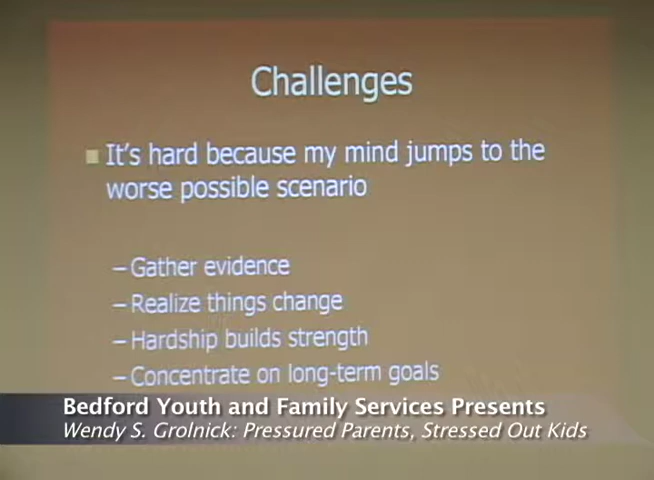 Challenges
It's hard because my mind jumps to the
worse possible scenario
–Gather evidence
–Realize things change
–Hardship builds strength
–Concentrate on long-term goals
Bedford Youth and Family Services Presents
Wendy S. Grolnick: Pressured Parents, Stressed Out Kids